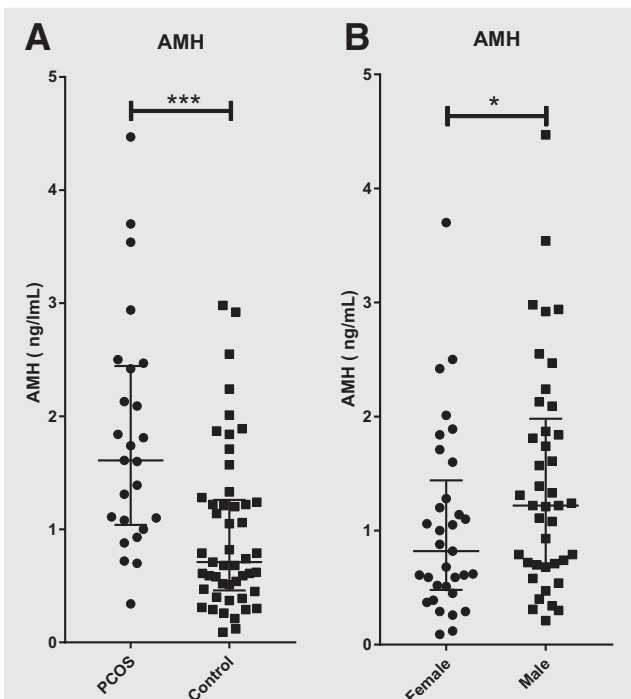 A
AMH
***
5
4
3
2
1
0
AMH ( ng/lmL)
PCOS
Control
B
AMH
*
5
4
3
2
1
0
AMH ( ng/mL)
Female
Male